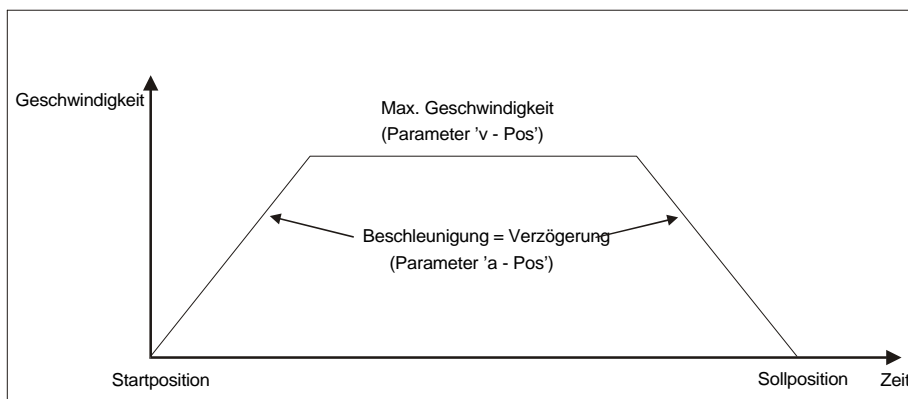 Geschwindigkeit
Max. Geschwindigkeit
(Parameter 'v - Pos')
Beschleunigung = Verzögerung
(Parameter 'a - Pos')
Startposition
Sollposition
Zeit